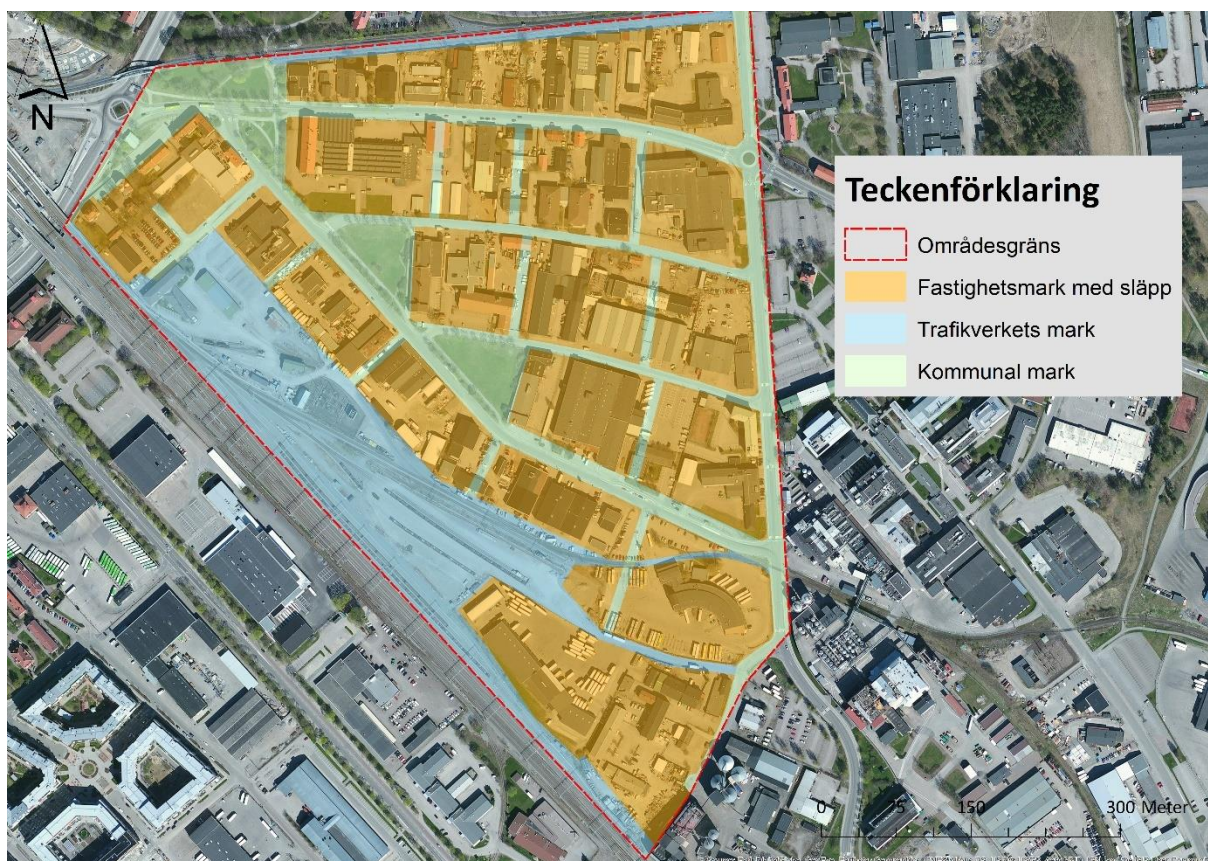 N
Teckenförklaring
Områdesgräns
Fastighetsmark med släpp
Trafikverkets mark
Kommunal mark
0 75 150 300 Meter